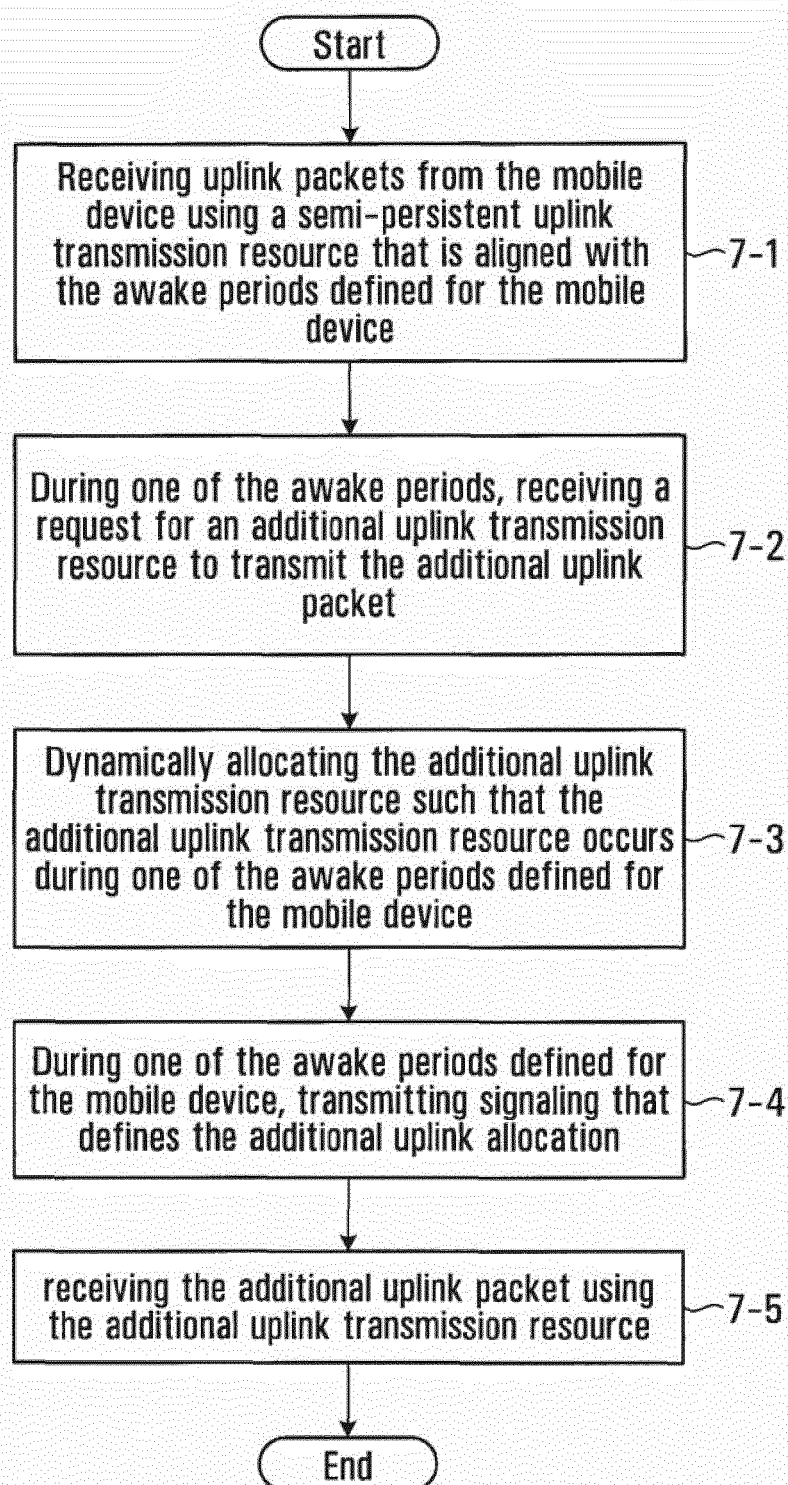 Start
Receiving uplink packets from the mobile
device using a semi-persistent uplink
transmission resource that is aligned with
the awake periods defined for the mobile
device
7-1
During one of the awake periods, receiving a
request for an additional uplink transmission
resource to transmit the additional uplink
packet
7-2
Dynamically allocating the additional uplink
transmission resource such that the
additional uplink transmission resource occurs
during one of the awake periods defined for
the mobile device
7-3
During one of the awake periods defined for
the mobile device, transmitting signaling that
defines the additional uplink allocation
7-4
receiving the additional uplink packet using
the additional uplink transmission resource
7-5
End